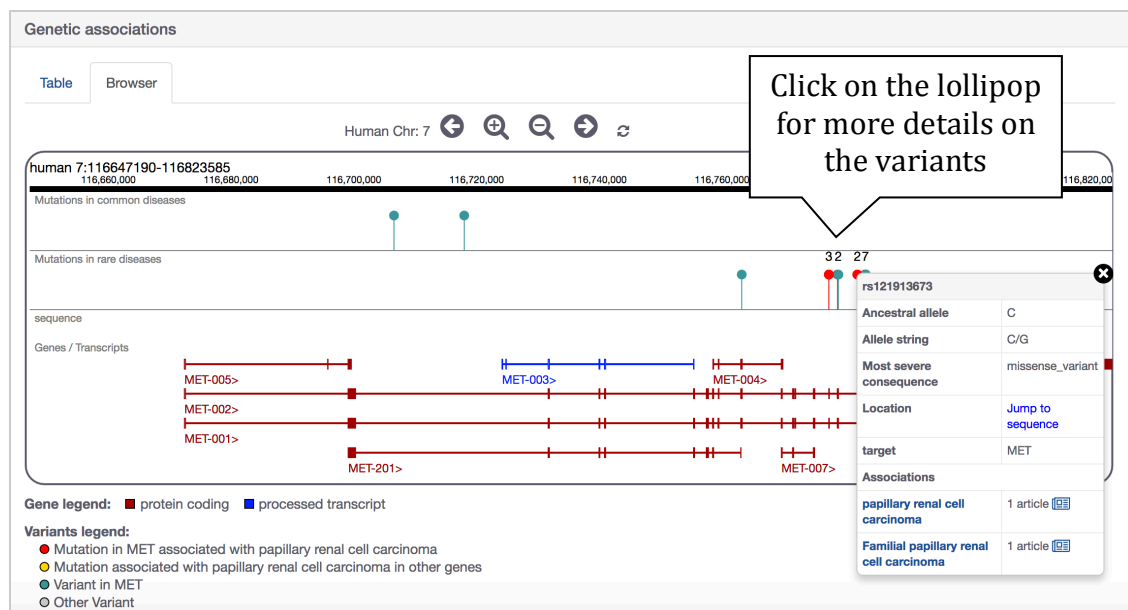 Genetic associations
Table Browser
Click on the lollipop
for more details on
the variants
Human Chr: 7
human 7:116647190-116823585
116,660,000 116,680,000 116,700,000 116,720,000 116,740,000 116,760,000 116,820,00
Mutations in common diseases
Mutations in rare diseases
3 2 2 7
sequence
Genes / Transcripts
MET-005> MET-003> MET-004>
MET-002>
MET-001>
MET-201> MET-007>
rs121913673
Ancestral allele C
Allele string C/G
Most severe
consequence missense_variant
Location Jump to
sequence
target MET
Associations
papillary renal cell
carcinoma 1 article
Familial papillary renal
cell carcinoma 1 article
Gene legend: protein coding processed transcript
Variants legend:
Mutation in MET associated with papillary renal cell carcinoma
Mutation associated with papillary renal cell carcinoma in other genes
Variant in MET
Other Variant